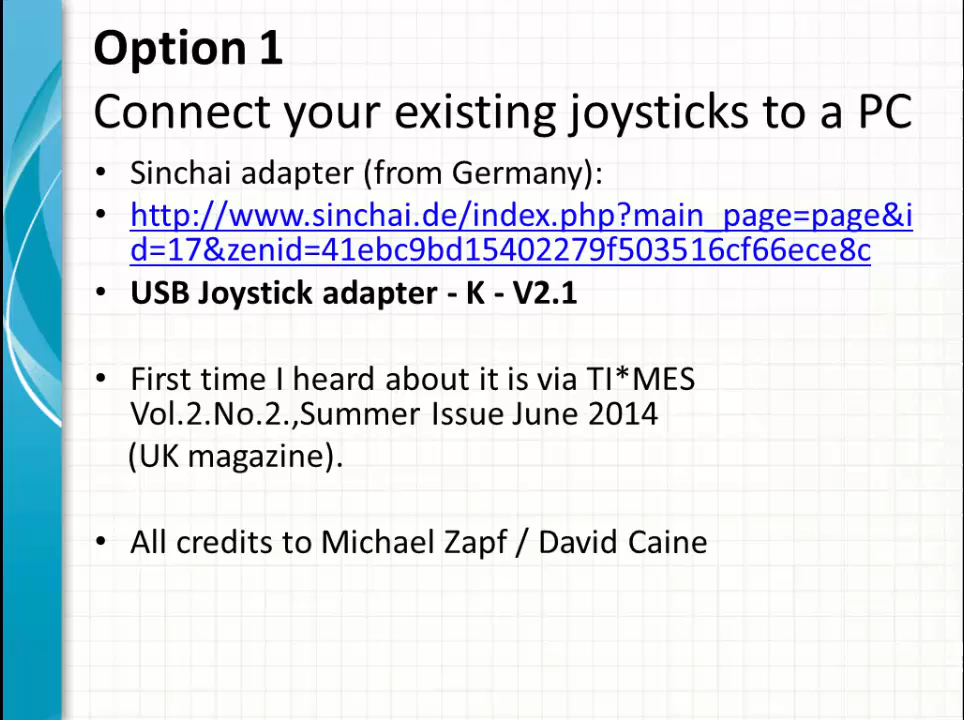 Option 1
Connect your existing joysticks to a PC
• Sinchai adapter (from Germany):
• http://www.sinchai.de/index.php?main_page=page&i
d=17&zenid=41ebc9bd15402279f503516cf66ece8c
• USB Joystick adapter - K - V2.1
• First time I heard about it is via TI*MES
Vol.2.No.2.,Summer Issue June 2014
(UK magazine).
• All credits to Michael Zapf / David Caine